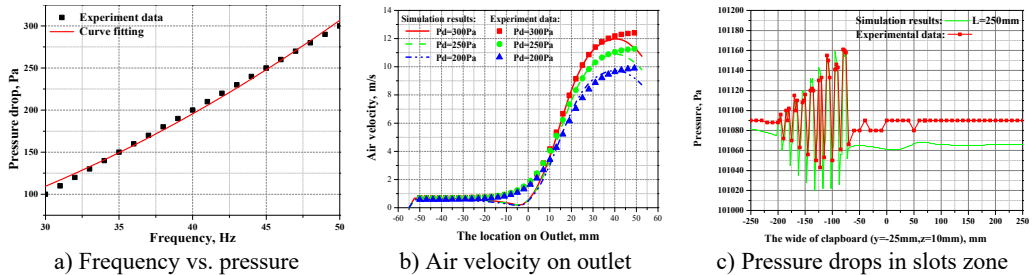 Experiment data
Curve fitting
Pressure drop, Pa
300
250
200
150
100
30
35
40
45
50
Frequency, Hz
a) Frequency vs. pressure
Simulation results:
Experiment data:
Pd=300Pa
Pd=300Pa
Pd=250Pa
Pd=250Pa
Pd=200Pa
Pd=200Pa
Air velocity, m/s
14
12
10
8
6
4
2
0
-60
-50
-40
-30
-20
-10
0
10
20
30
40
50
60
The location on Outlet, mm
b) Air velocity on outlet
Simulation results:
L=250mm
Experimental data:
Pressure, Pa
101200
101180
101160
101140
101120
101100
101080
101060
101040
101020
101000
-250
-200
-150
-100
-50
0
50
100
150
200
250
The wide of clapboard (y=-25mm,z=10mm), mm
c) Pressure drops in slots zone